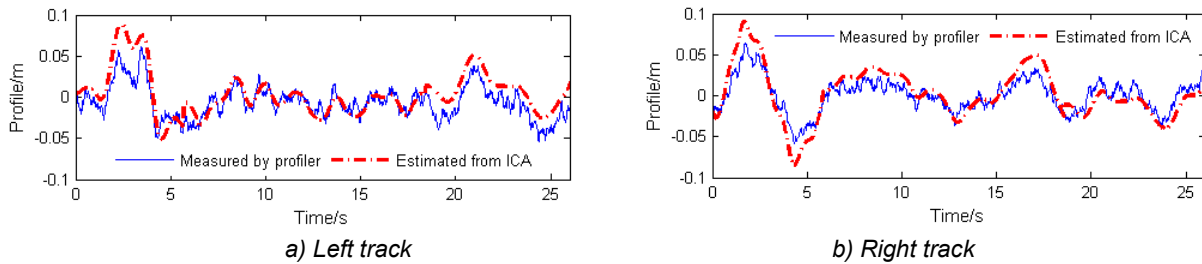 0.1
0.05
0
-0.05
-0.1
Profile/m
Measured by profiler
Estimated from ICA
0 5 10 15 20 25
Time/s
a) Left track
0.1
0.05
0
-0.05
-0.1
Profile/m
Measured by profiler
Estimated from ICA
0 5 10 15 20 25
Time/s
b) Right track